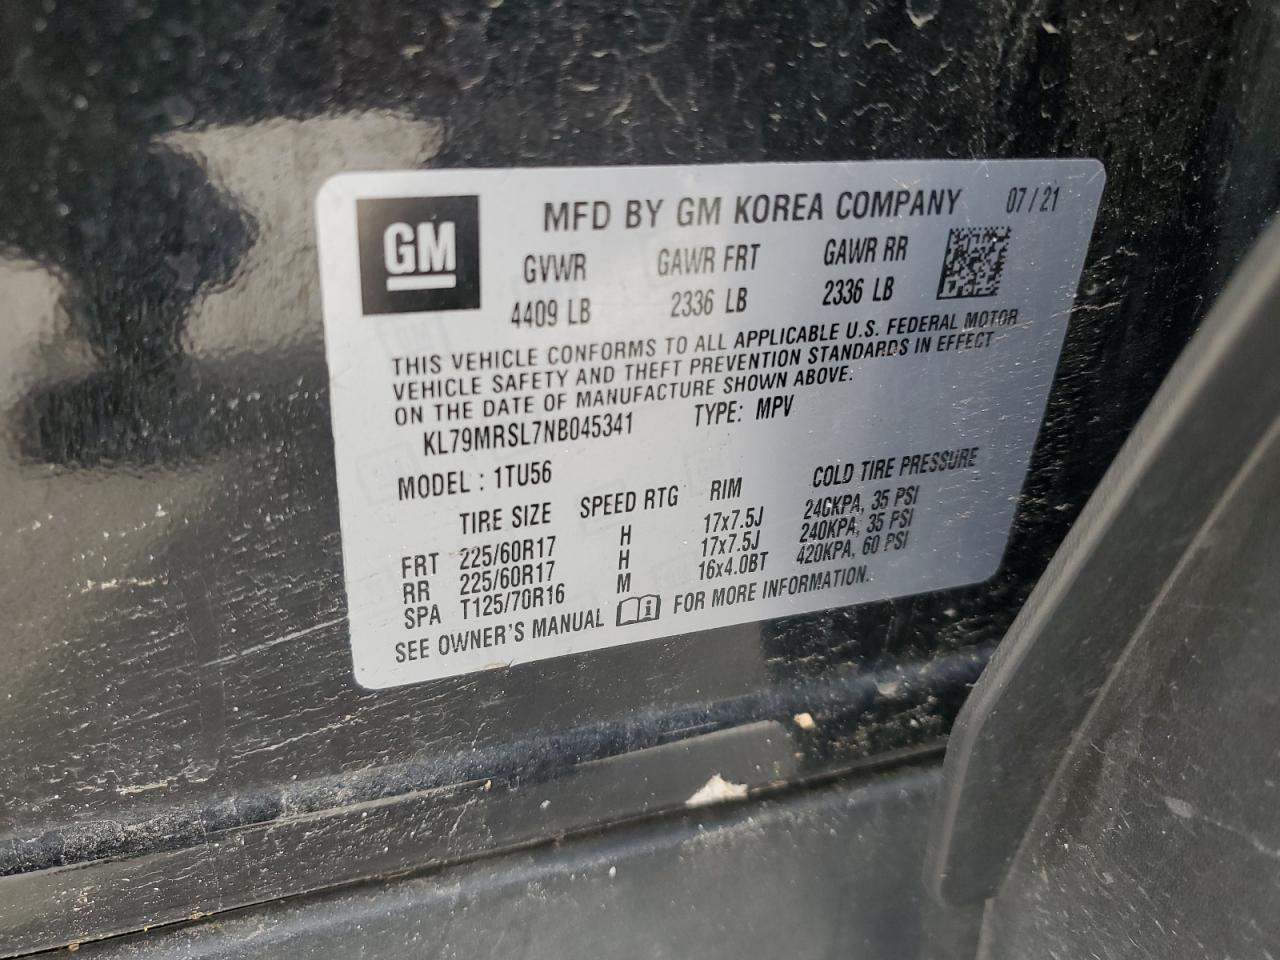 GM
MFD BY GM KOREA COMPANY 07/21
GVWR GAWR FRT GAWR RR
4409 LB 2336 LB 2336 LB
THIS VEHICLE CONFORMS TO ALL APPLICABLE U.S. FEDERAL MOTOR
VEHICLE SAFETY AND THEFT PREVENTION STANDARDS IN EFFECT
ON THE DATE OF MANUFACTURE SHOWN ABOVE.
KL79MRSL7NB045341 TYPE: MPV
MODEL: 1TU56
TIRE SIZE SPEED RTG RIM COLD TIRE PRESSURE
FRT 225/60R17 H 17x7.5J 240KPA, 35 PSI
RR 225/60R17 H 17x7.5J 240KPA, 35 PSI
SPA T125/70R16 M 16x4.0BT 420KPA, 60 PSI
SEE OWNER'S MANUAL FOR MORE INFORMATION.